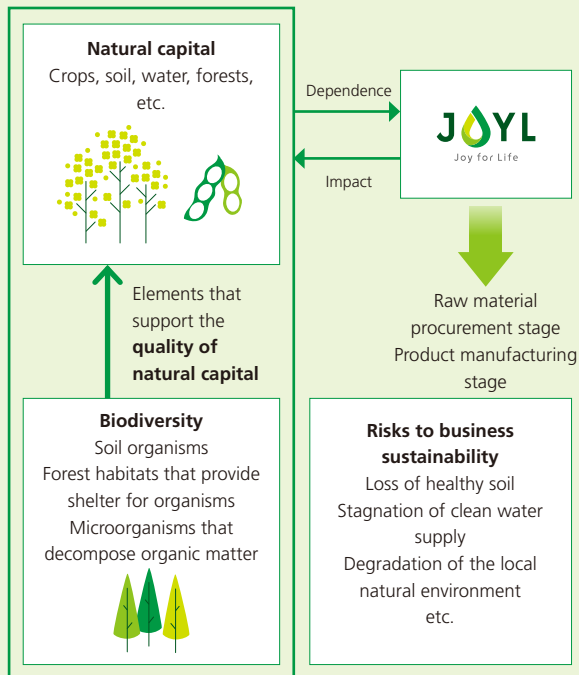 Natural capital
Crops, soil, water, forests,
etc.
Dependence
Impact
JOYL
Joy for Life
Elements that
support the
quality of
natural capital
Raw material
procurement stage
Product manufacturing
stage
Biodiversity
Soil organisms
Forest habitats that provide
shelter for organisms
Microorganisms that
decompose organic matter
Risks to business
sustainability
Loss of healthy soil
Stagnation of clean water
supply
Degradation of the local
natural environment
etc.